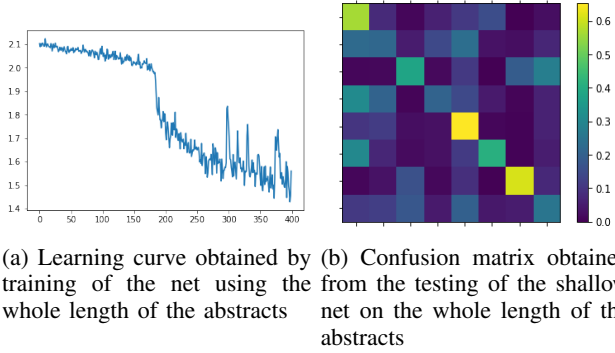 2.1
2.0
1.9
1.8
1.7
1.6
1.5
1.4
0 50 100 150 200 250 300 350 400
0.6
0.5
0.4
0.3
0.2
0.1
0.0
(a) Learning curve obtained by
training of the net using the
whole length of the abstracts
(b) Confusion matrix obtaine
from the testing of the shallo
net on the whole length of th
abstracts